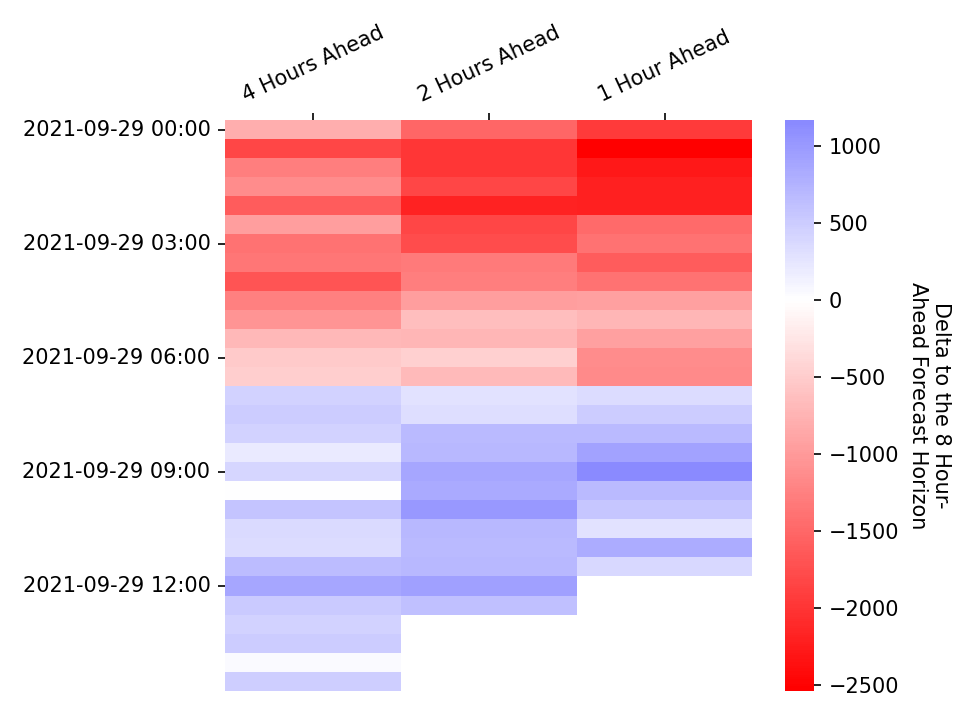 4 Hours Ahead
2 Hours Ahead
1 Hour Ahead
2021-09-29 00:00
2021-09-29 03:00
2021-09-29 06:00
2021-09-29 09:00
2021-09-29 12:00
1000
500
0
−500
−1000
−1500
−2000
−2500
Delta to the 8 Hour-
Ahead Forecast Horizon